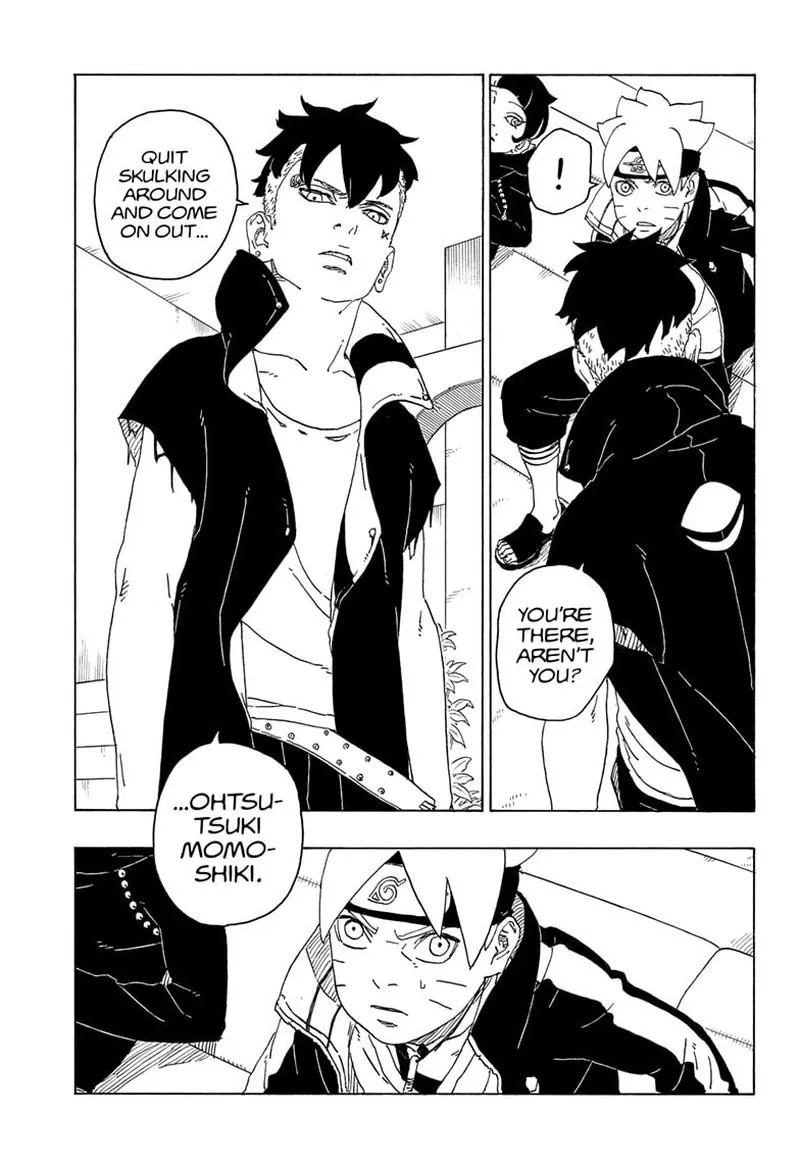 !
YOU'RE
THERE,
AREN'T
YOU?
QUIT
SKULKING
AROUND
AND COME
ON OUT...
...OHTSU-
TSUKI
MOMO-
SHIKI.